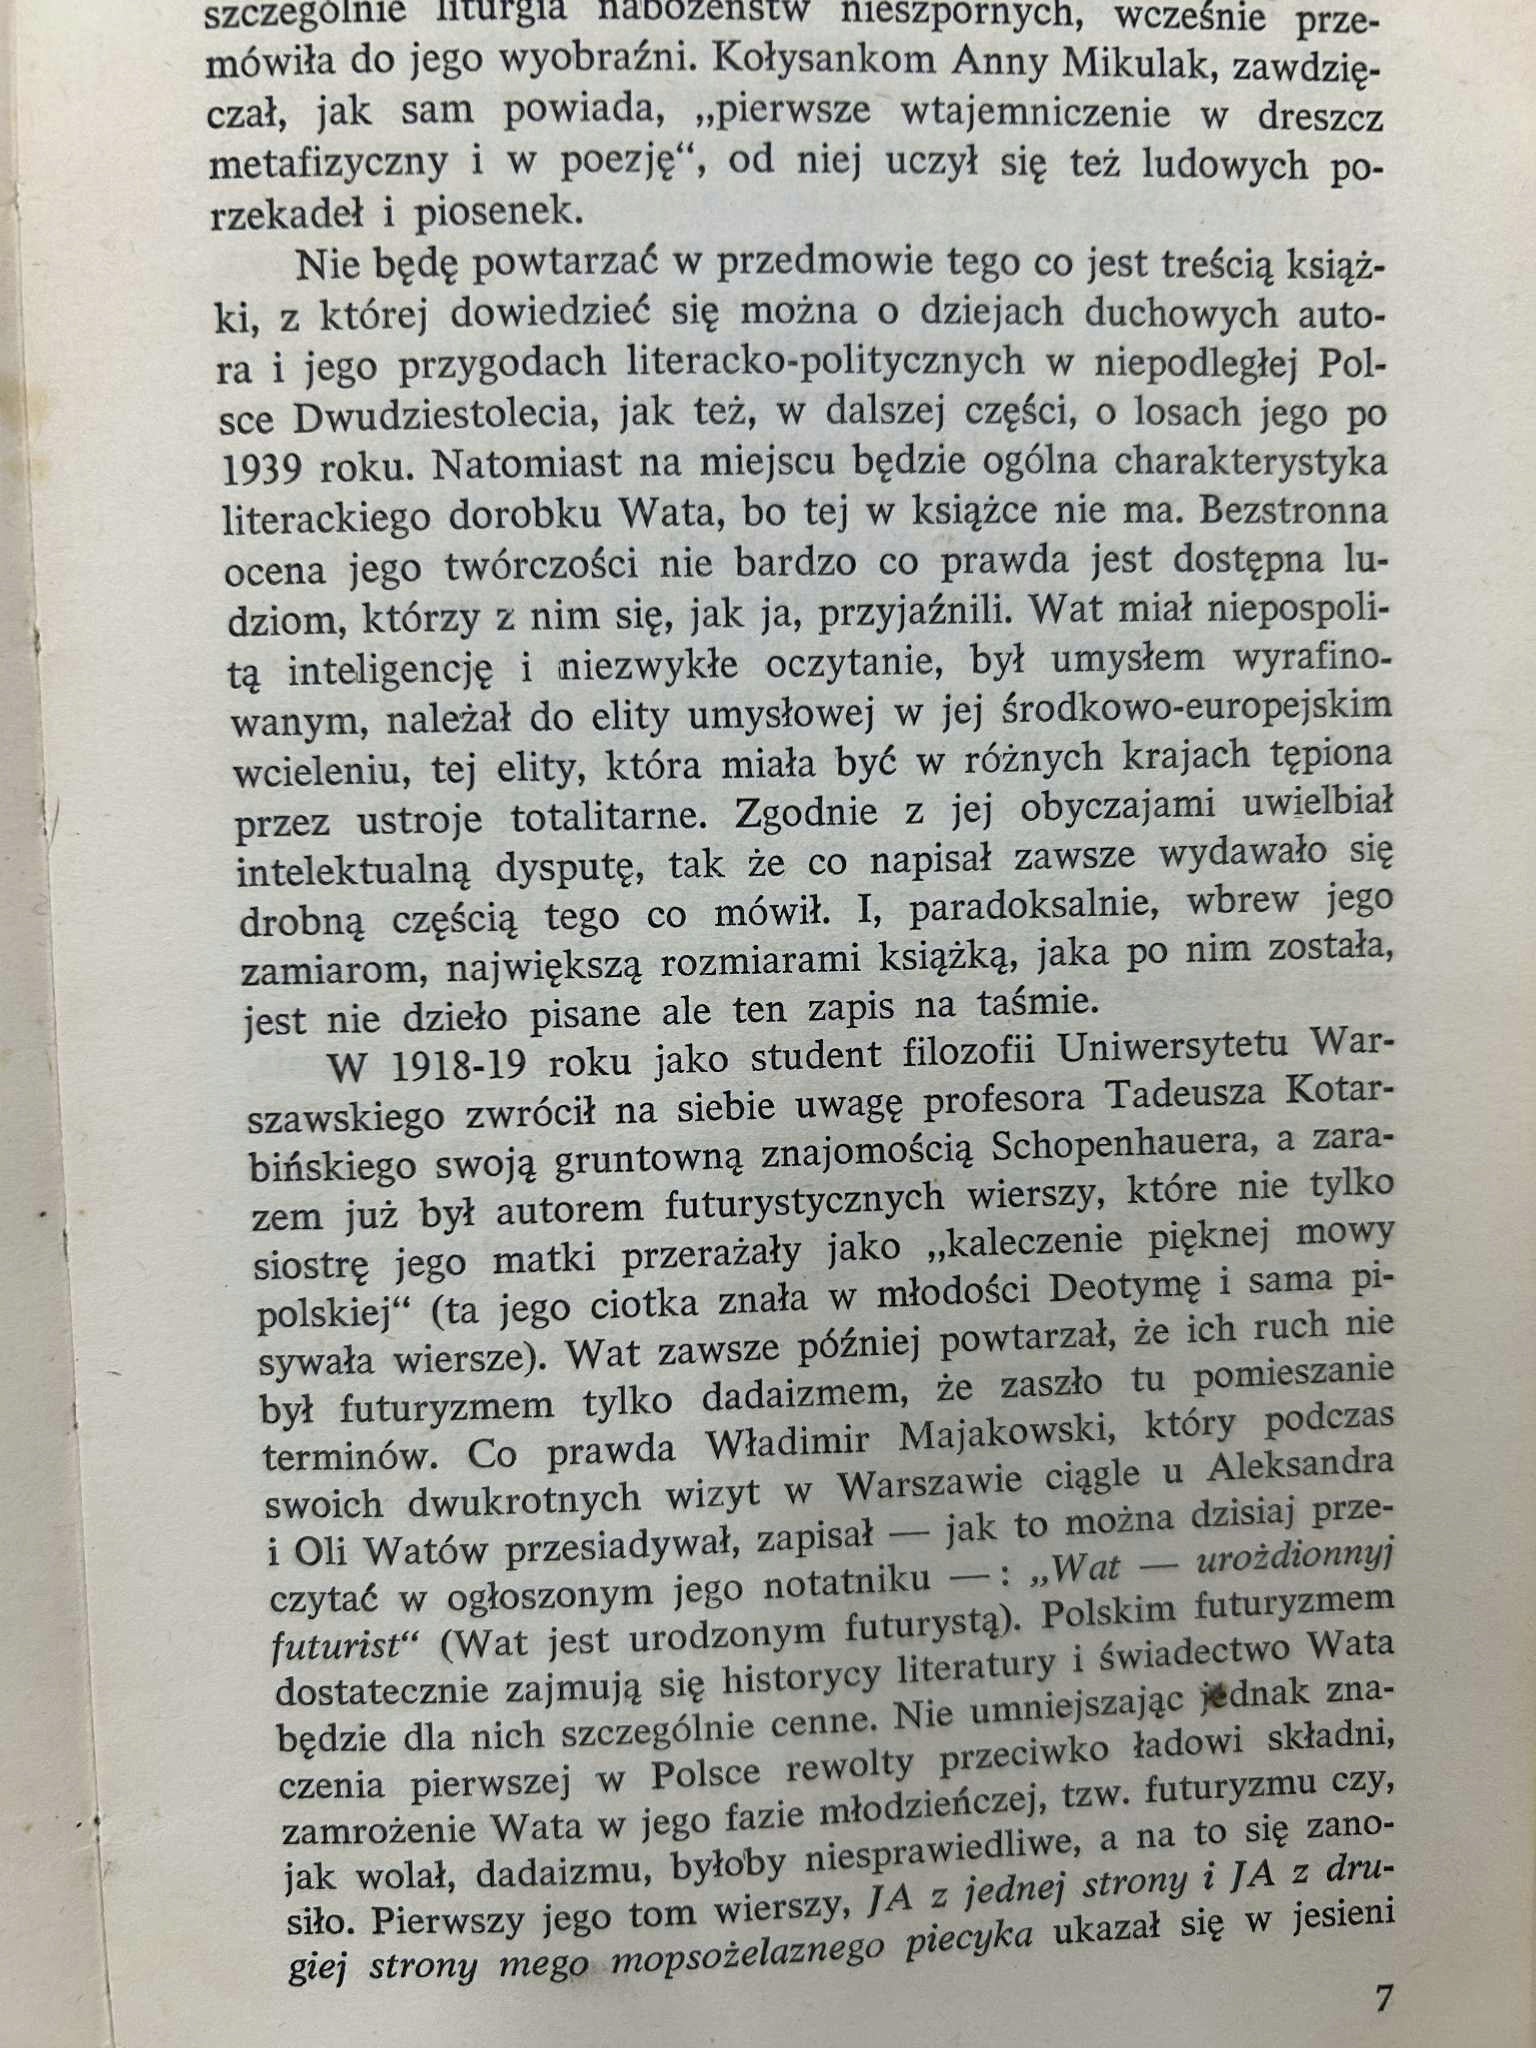 szczególnie liturgia nabożeństw nieszpornych, wcześnie prze-
mówiła do jego wyobraźni. Kołysankom Anny Mikulak, zawdzię-
czał, jak sam powiada, „pierwsze wtajemniczenie w dreszcz
metafizyczny i w poezję“, od niej uczył się też ludowych po-
rzekadeł i piosenek.
Nie będę powtarzać w przedmowie tego co jest treścią książ-
ki, z której dowiedzieć się można o dziejach duchowych auto-
ra i jego przygodach literacko-politycznych w niepodległej Pol-
sce Dwudziestolecia, jak też, w dalszej części, o losach jego po
1939 roku. Natomiast na miejscu będzie ogólna charakterystyka
literackiego dorobku Wata, bo tej w książce nie ma. Bezstronna
ocena jego twórczości nie bardzo co prawda jest dostępna lu-
dziom, którzy z nim się, jak ja, przyjaźnili. Wat miał niepospoli-
tą inteligencję i niezwykłe oczytanie, był umysłem wyrafino-
wanym, należał do elity umysłowej w jej środkowo-europejskim
wcieleniu, tej elity, która miała być w różnych krajach tępiona
przez ustroje totalitarne. Zgodnie z jej obyczajami uwielbiał
intelektualną dysputę, tak że co napisał zawsze wydawało się
drobną częścią tego co mówił. I, paradoksalnie, wbrew jego
zamiarom, największą rozmiarami książką, jaka po nim została,
jest nie dzieło pisane ale ten zapis na taśmie.
W 1918-19 roku jako student filozofii Uniwersytetu War-
szawskiego zwrócił na siebie uwagę profesora Tadeusza Kotar-
bińskiego swoją gruntowną znajomością Schopenhauera, a zara-
zem już był autorem futurystycznych wierszy, które nie tylko
siostrę jego matki przerażały jako „kaleczenie pięknej mowy
polskiej“ (ta jego ciotka znała w młodości Deotymę i sama pi-
sywała wiersze). Wat zawsze później powtarzał, że ich ruch nie
był futuryzmem tylko dadaizmem, że zaszło tu pomieszanie
terminów. Co prawda Władimir Majakowski, który podczas
swoich dwukrotnych wizyt w Warszawie ciągle u Aleksandra
i Oli Watów przesiadywał, zapisał — jak to można dzisiaj prze-
czytać w ogłoszonym jego notatniku —: „Wat — urożdionnyj
futurist“ (Wat jest urodzonym futurystą). Polskim futuryzmem
dostatecznie zajmują się historycy literatury i świadectwo Wata
będzie dla nich szczególnie cenne. Nie umniejszając jednak zna-
czenia pierwszej w Polsce rewolty przeciwko ładowi składni,
zamrożenie Wata w jego fazie młodzieńczej, tzw. futuryzmu czy,
jak wolał, dadaizmu, byłoby niesprawiedliwe, a na to się zano-
siło. Pierwszy jego tom wierszy, JA z jednej strony i JA z dru-
giej strony mego mopsożelaznego piecyka ukazał się w jesieni
7